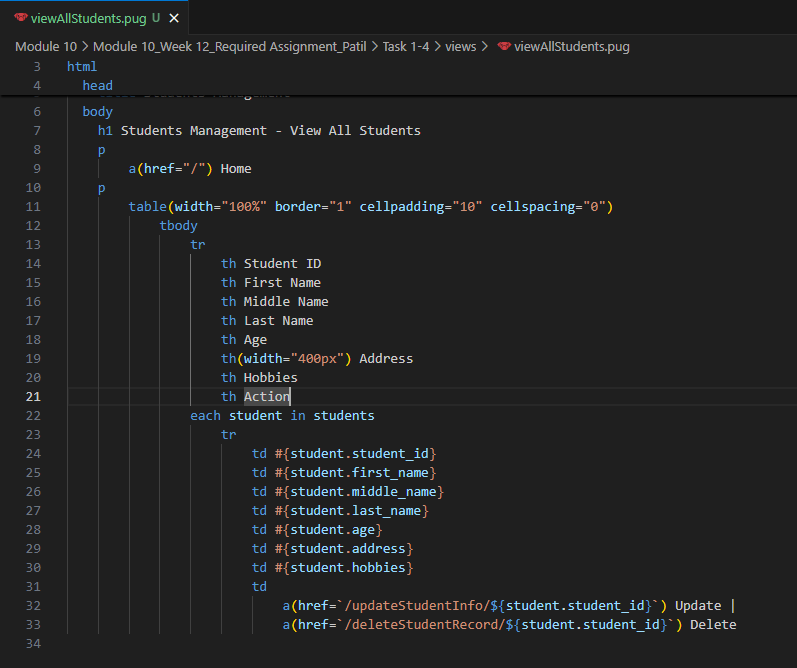 viewAllStudents.pug U ×
Module 10 > Module 10_Week 12_Required Assignment_Patil > Task 1-4 > views > viewAllStudents.pug
3 html
4 head
6 body
7 h1 Students Management - View All Students
8 p
9 a(href="/") Home
10 p
11 table(width="100%" border="1" cellpadding="10" cellspacing="0")
12 tbody
13 tr
14 th Student ID
15 th First Name
16 th Middle Name
17 th Last Name
18 th Age
19 th(width="400px") Address
20 th Hobbies
21 th Action
22 each student in students
23 tr
24 td #{student.student_id}
25 td #{student.first_name}
26 td #{student.middle_name}
27 td #{student.last_name}
28 td #{student.age}
29 td #{student.address}
30 td #{student.hobbies}
31 td
32 a(href=`/updateStudentInfo/${student.student_id}`) Update |
33 a(href=`/deleteStudentRecord/${student.student_id}`) Delete
34